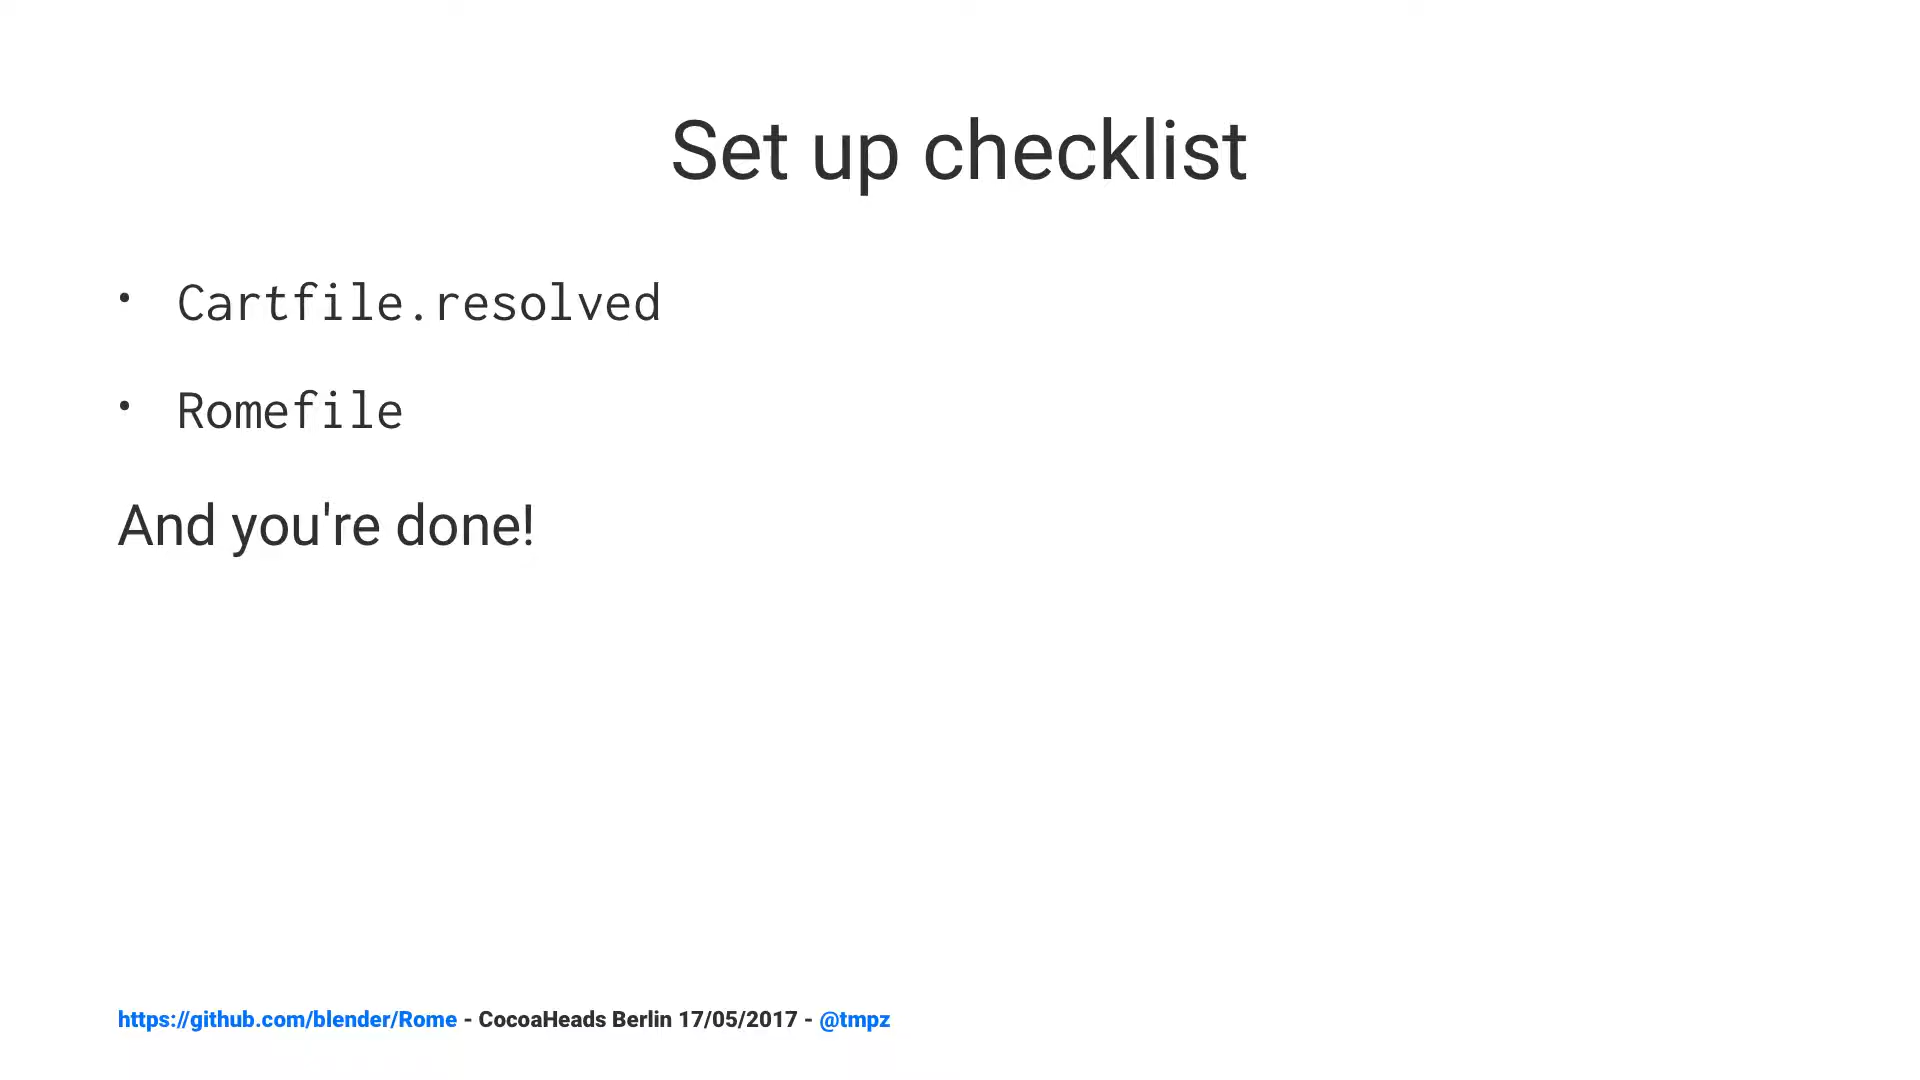 Set up checklist
• Cartfile.resolved
• Romefile
And you're done!
https://github.com/blender/Rome - CocoaHeads Berlin 17/05/2017 - @tmpz